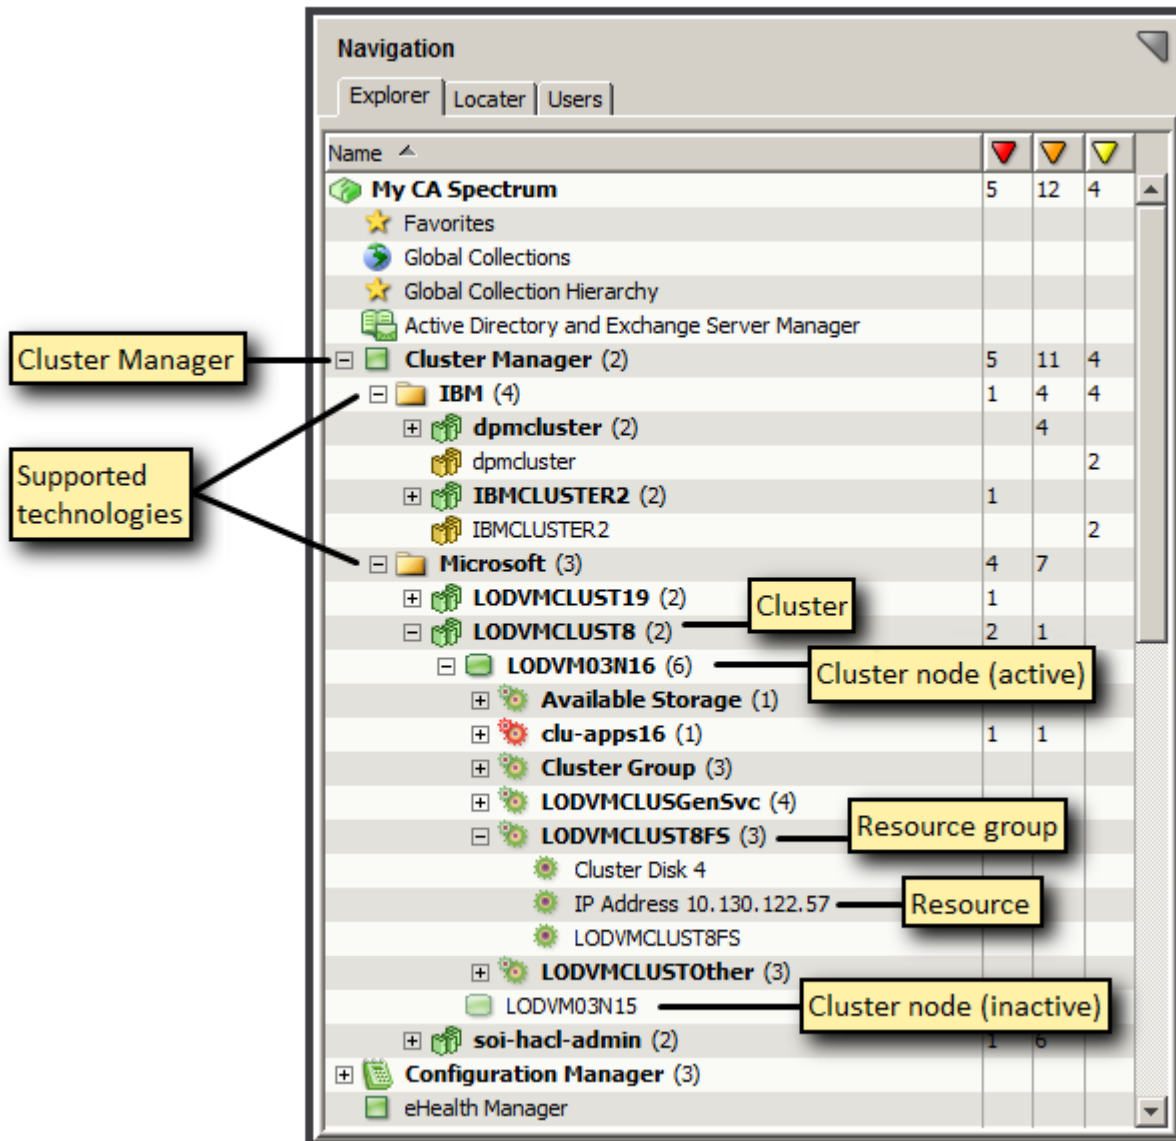 Navigation
Explorer Locater Users
Name
My CA Spectrum 5 12 4
Favorites
Global Collections
Global Collection Hierarchy
Active Directory and Exchange Server Manager
Cluster Manager
Cluster Manager (2) 5 11 4
IBM (4) 1 4 4
dpmcluster (2) 4
Supported
technologies
dpmcluster 2
IBMCLUSTER2 (2) 1
IBMCLUSTER2 2
Microsoft (3) 4 7
LODVMCLUST19 (2) 1
Cluster
LODVMCLUST8 (2) 2 1
LODVM03N16 (6)
Cluster node (active)
Available Storage (1)
clu-apps16 (1) 1 1
Cluster Group (3)
LODVMCLUSGenSvc (4)
LODVMCLUST8FS (3)
Resource group
Cluster Disk 4
IP Address 10.130.122.57
Resource
LODVMCLUST8FS
LODVMCLUSTOther (3)
LODVM03N15
Cluster node (inactive)
soi-hacl-admin (2) 1 6
Configuration Manager (3)
eHealth Manager